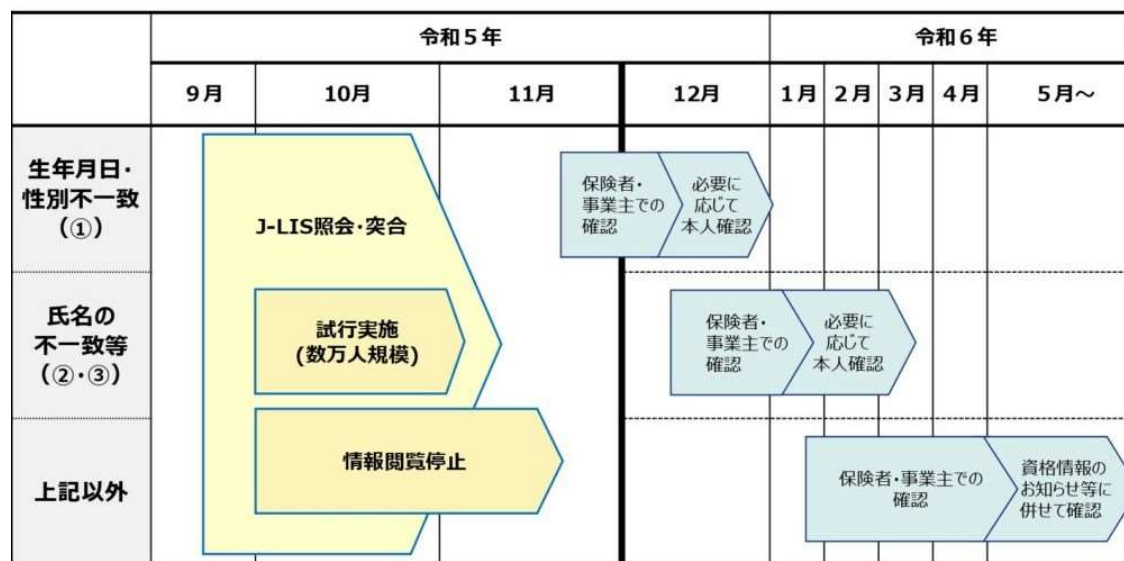 令和５年
令和６年
9月
10月
11月
12月
1月
2月
3月
4月
5月～
生年月日・
性別不一致
（①）
J-LIS照会・突合
保険者・
事業主での
確認
必要に
応じて
本人確認
氏名の
不一致等
（②・③）
試行実施
(数万人規模)
保険者・
事業主での
確認
必要に
応じて
本人確認
上記以外
情報閲覧停止
保険者・事業主での
確認
資格情報の
お知らせ等に
併せて確認